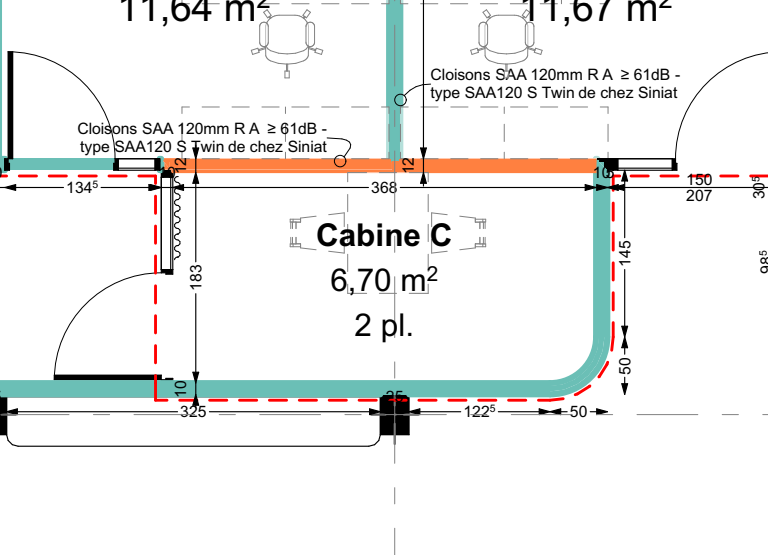 11,64 m²
11,67 m²
Cloisons SAA 120mm R A ≥ 61dB -
type SAA120 S Twin de chez Siniat
Cloisons SAA 120mm R A ≥ 61dB -
type SAA120 S Twin de chez Siniat
12
12
134⁵
368
10
150
207
30⁵
Cabine C
6,70 m²
2 pl.
183
145
98⁵
50
10
25
325
122⁵
50